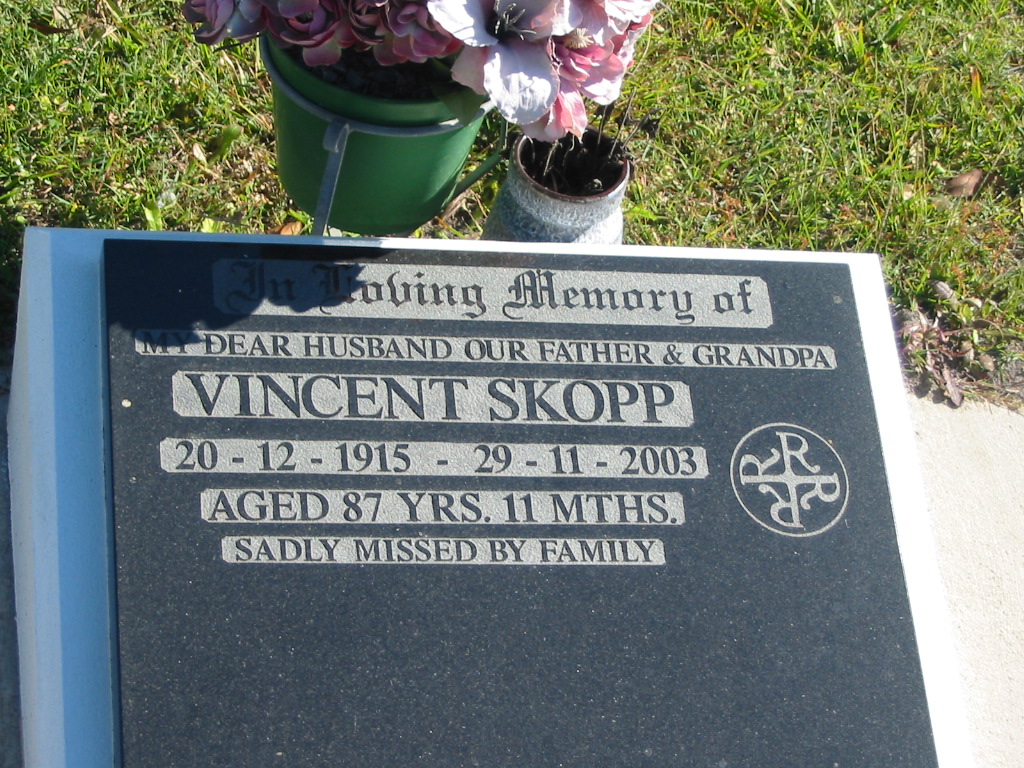 In Loving Memory of
MY DEAR HUSBAND OUR FATHER & GRANDPA
VINCENT SKOPP
20 - 12 - 1915 - 29 - 11 - 2003
AGED 87 YRS. 11 MTHS.
SADLY MISSED BY FAMILY
R R R R